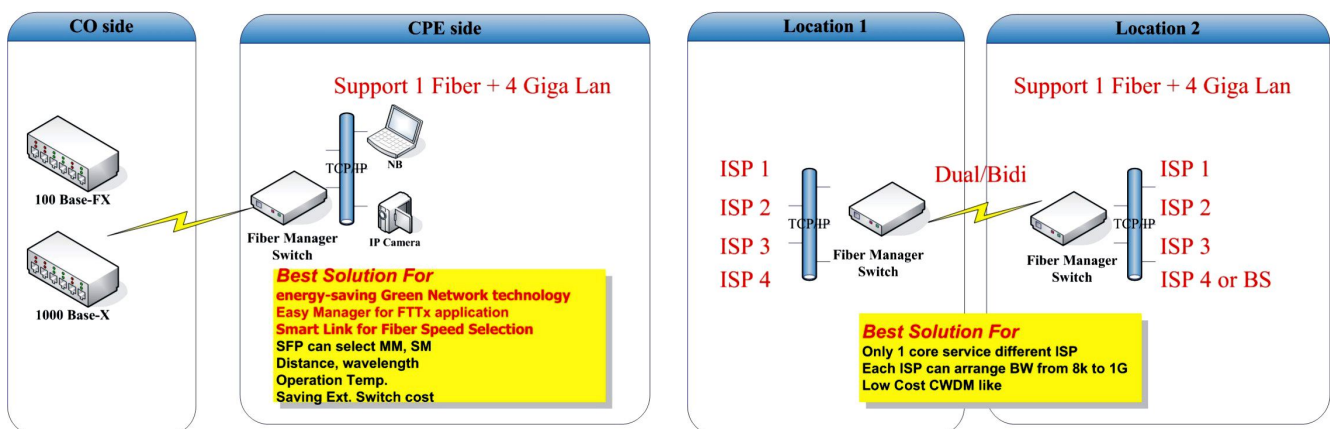 CO side
100 Base-FX
1000 Base-X
CPE side
Support 1 Fiber + 4 Giga Lan
NB
TCP/IP
Fiber Manager
Switch
IP Camera
Best Solution For
energy-saving Green Network technology
Easy Manager for FTTx application
Smart Link for Fiber Speed Selection
SFP can select MM, SM
Distance, wavelength
Operation Temp.
Saving Ext. Switch cost
Location 1
ISP 1
ISP 2
ISP 3
ISP 4
TCP/IP
Fiber Manager
Switch
Dual/Bidi
Location 2
Support 1 Fiber + 4 Giga Lan
Fiber Manager
Switch
TCP/IP
ISP 1
ISP 2
ISP 3
ISP 4 or BS
Best Solution For
Only 1 core service different ISP
Each ISP can arrange BW from 8k to 1G
Low Cost CWDM like